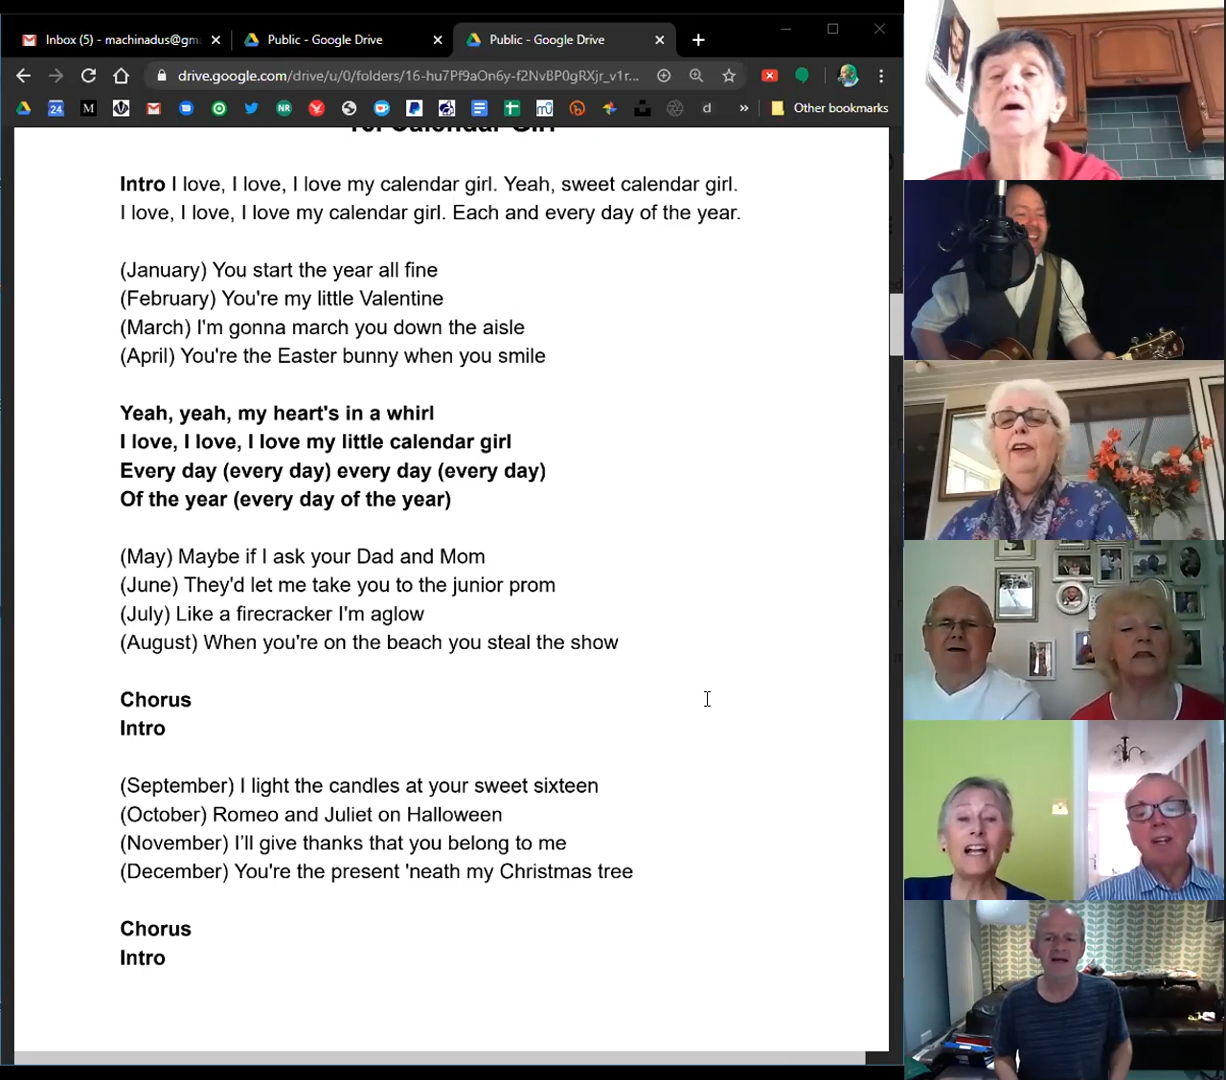 Inbox (5) - machinadus@gm
Public - Google Drive
Public - Google Drive
drive.google.com/drive/u/0/folders/16-hu7Pf9aOn6y-f2NvBP0gRXjr_v1r...
24
M
NR
d
»
Other bookmarks
Calendar Girl
Intro I love, I love, I love my calendar girl. Yeah, sweet calendar girl.
I love, I love, I love my calendar girl. Each and every day of the year.
(January) You start the year all fine
(February) You're my little Valentine
(March) I'm gonna march you down the aisle
(April) You're the Easter bunny when you smile
Yeah, yeah, my heart's in a whirl
I love, I love, I love my little calendar girl
Every day (every day) every day (every day)
Of the year (every day of the year)
(May) Maybe if I ask your Dad and Mom
(June) They'd let me take you to the junior prom
(July) Like a firecracker I'm aglow
(August) When you're on the beach you steal the show
Chorus
Intro
(September) I light the candles at your sweet sixteen
(October) Romeo and Juliet on Halloween
(November) I’ll give thanks that you belong to me
(December) You're the present 'neath my Christmas tree
Chorus
Intro